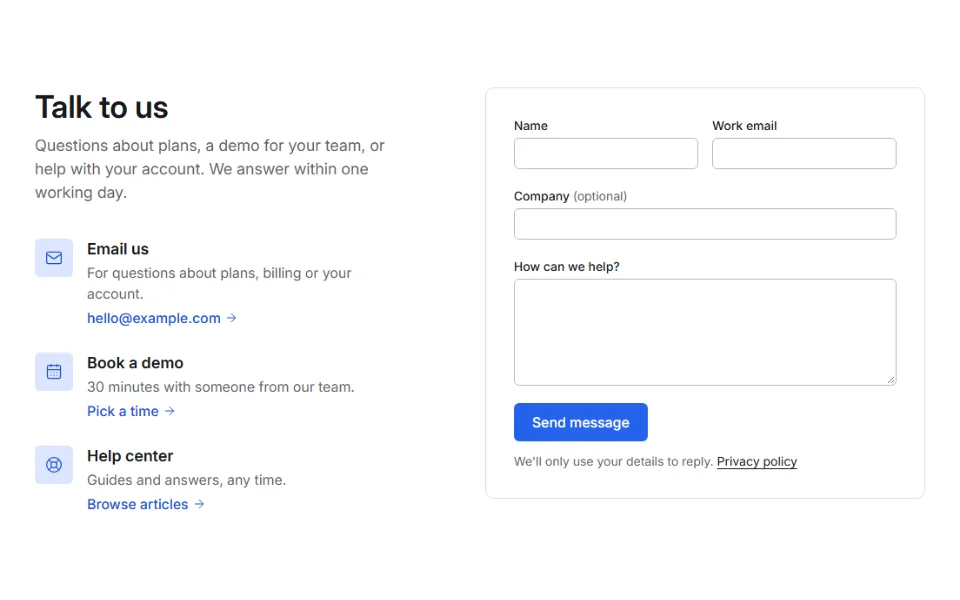 Talk to us
Questions about plans, a demo for your team, or
help with your account. We answer within one
working day.
Email us
For questions about plans, billing or your
account.
hello@example.com →
Book a demo
30 minutes with someone from our team.
Pick a time →
Help center
Guides and answers, any time.
Browse articles →
Name
Work email
Company (optional)
How can we help?
Send message
We'll only use your details to reply. Privacy policy